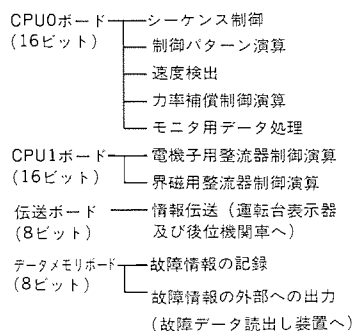 CPU0ボード シーケンス制御
(16ビット) 制御パターン演算
速度検出
力率補償制御演算
モニタ用データ処理
CPU1ボード 電機子用整流器制御演算
(16ビット) 界磁用整流器制御演算
伝送ボード 情報伝送(運転台表示器
(8ビット) 及び後位機関車へ)
データメモリボード 故障情報の記録
(8ビット)
故障情報の外部への出力
(故障データ読出し装置へ)